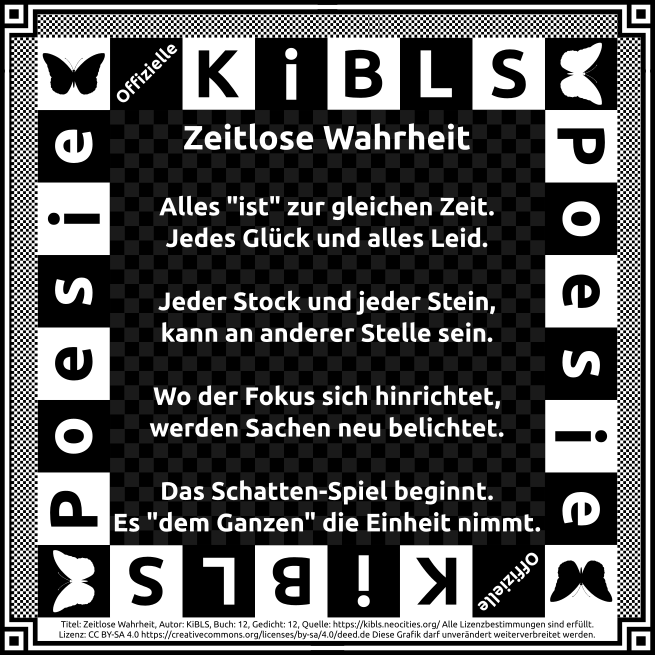 Offizielle
KiBLS
Poesie
Poesie
Zeitlose Wahrheit
Alles "ist" zur gleichen Zeit.
Jedes Glück und alles Leid.
Jeder Stock und jeder Stein,
kann an anderer Stelle sein.
Wo der Fokus sich hinrichtet,
werden Sachen neu belichtet.
Das Schatten-Spiel beginnt.
Es "dem Ganzen" die Einheit nimmt.
Offizielle
KiBLS
Titel: Zeitlose Wahrheit, Autor: KiBLS, Buch: 12, Gedicht: 12, Quelle: https://kibls.neocities.org/ Alle Lizenzbestimmungen sind erfüllt.
Lizenz: CC BY-SA 4.0 https://creativecommons.org/licenses/by-sa/4.0/deed.de Diese Grafik darf unverändert weiterverbreitet werden.